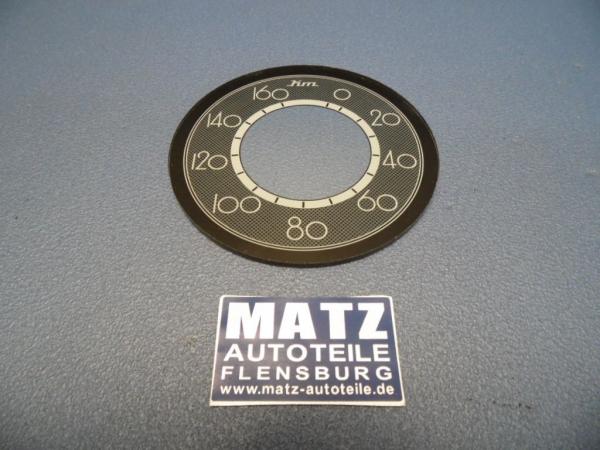 Km.
0
20
40
60
80
100
120
140
160
MATZ
AUTOTEILE
FLENSBURG
www.matz-autoteile.de